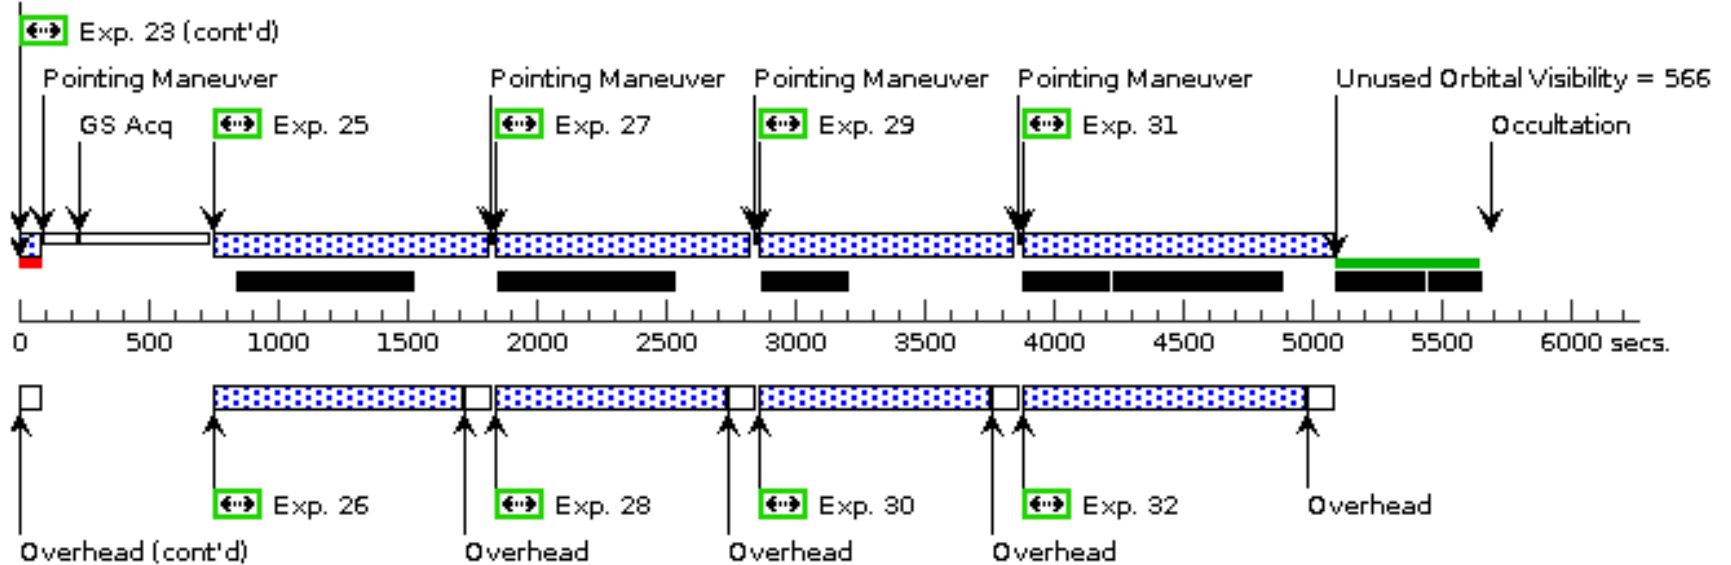 Exp. 23 (cont'd)
Pointing Maneuver Pointing Maneuver Pointing Maneuver Pointing Maneuver Unused Orbital Visibility = 566
GS Acq Exp. 25 Exp. 27 Exp. 29 Exp. 31 Occultation
0 500 1000 1500 2000 2500 3000 3500 4000 4500 5000 5500 6000 secs.
Exp. 26 Exp. 28 Exp. 30 Exp. 32 Overhead
Overhead (cont'd) Overhead Overhead Overhead